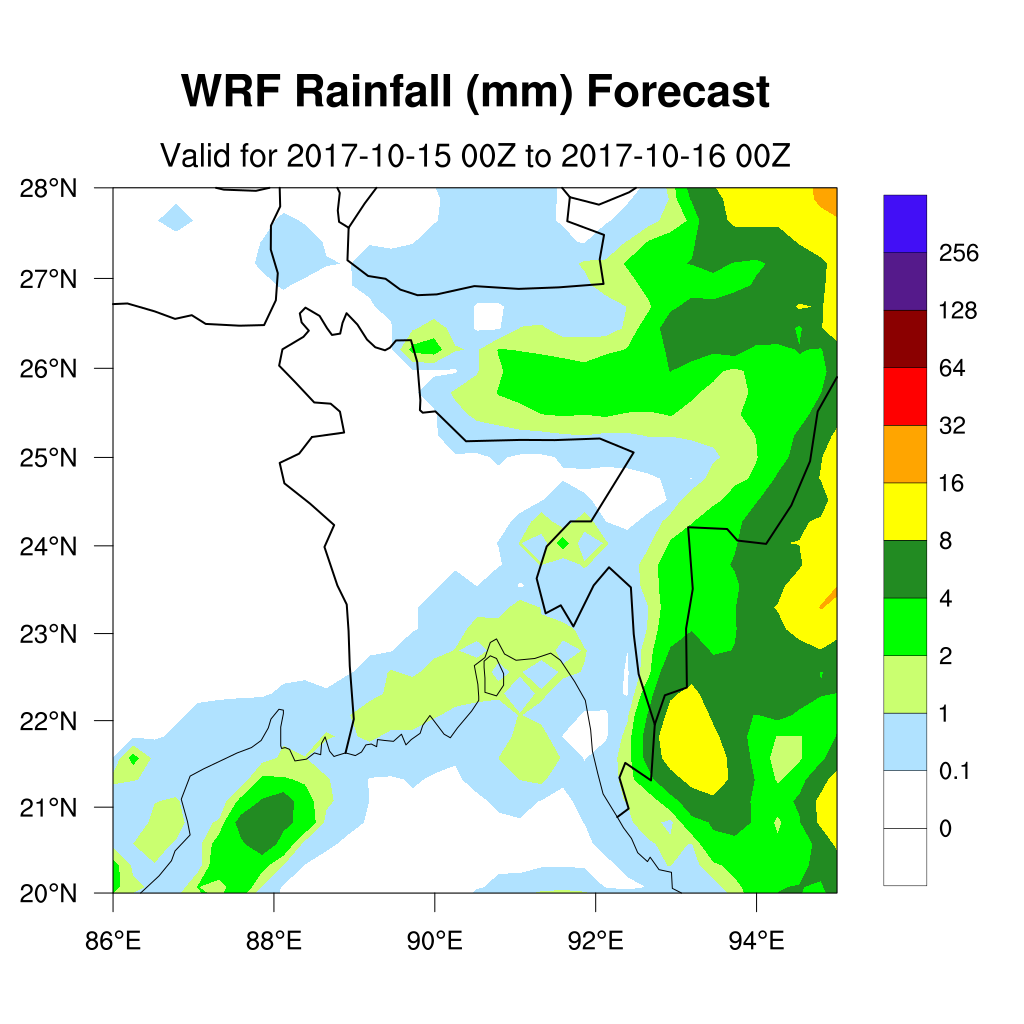 WRF Rainfall (mm) Forecast
Valid for 2017-10-15 00Z to 2017-10-16 00Z
28°N
27°N
26°N
25°N
24°N
23°N
22°N
21°N
20°N
86°E 88°E 90°E 92°E 94°E
256
128
64
32
16
8
4
2
1
0.1
0